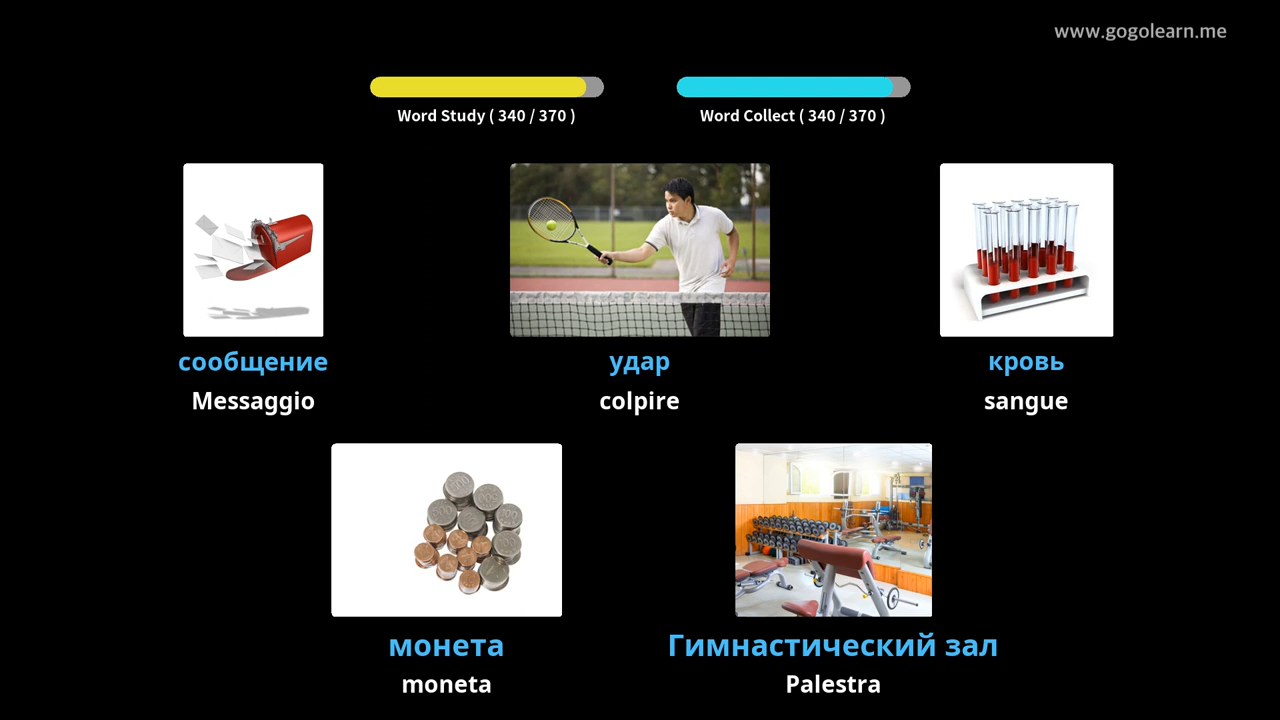 www.gogolearn.me
Word Study ( 340 / 370 )
Word Collect ( 340 / 370 )
сообщение
Messaggio
удар
colpire
кровь
sangue
монета
moneta
Гимнастический зал
Palestra